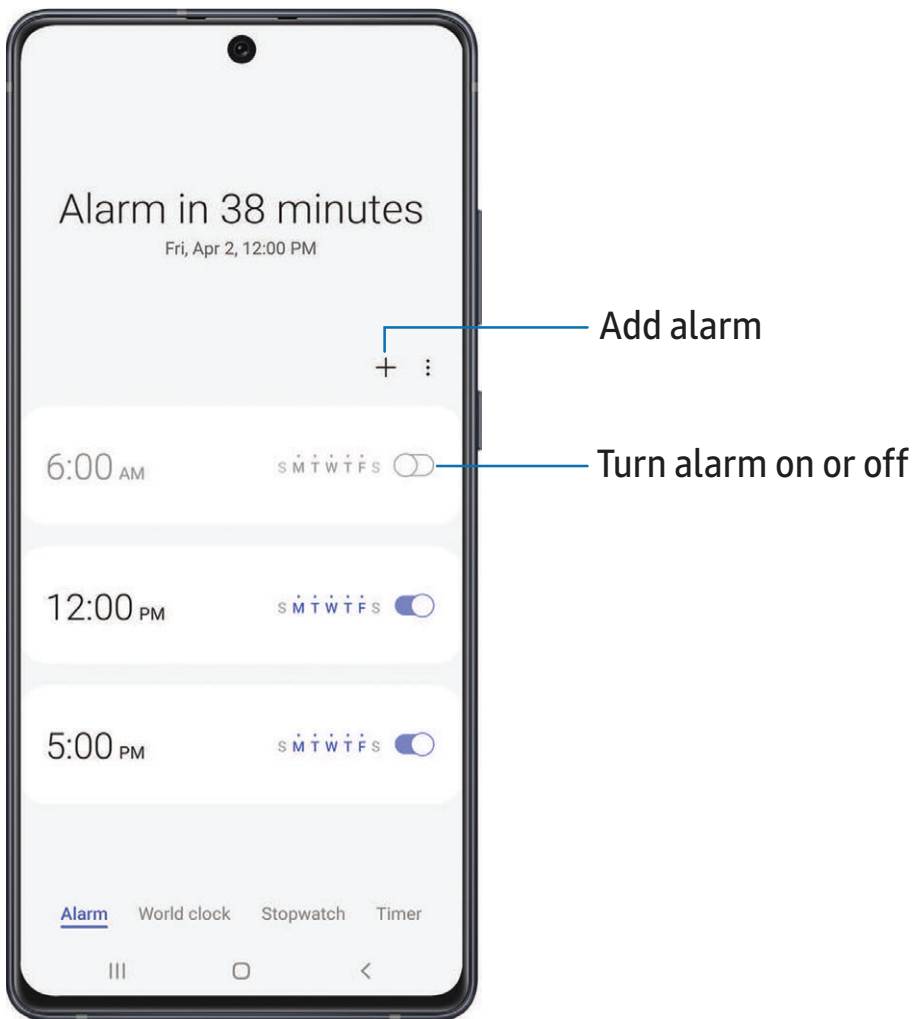 Alarm in 38 minutes
Fri, Apr 2, 12:00 PM
Add alarm
6:00 AM S M T W T F S
Turn alarm on or off
12:00 PM S M T W T F S
5:00 PM S M T W T F S
Alarm World clock Stopwatch Timer